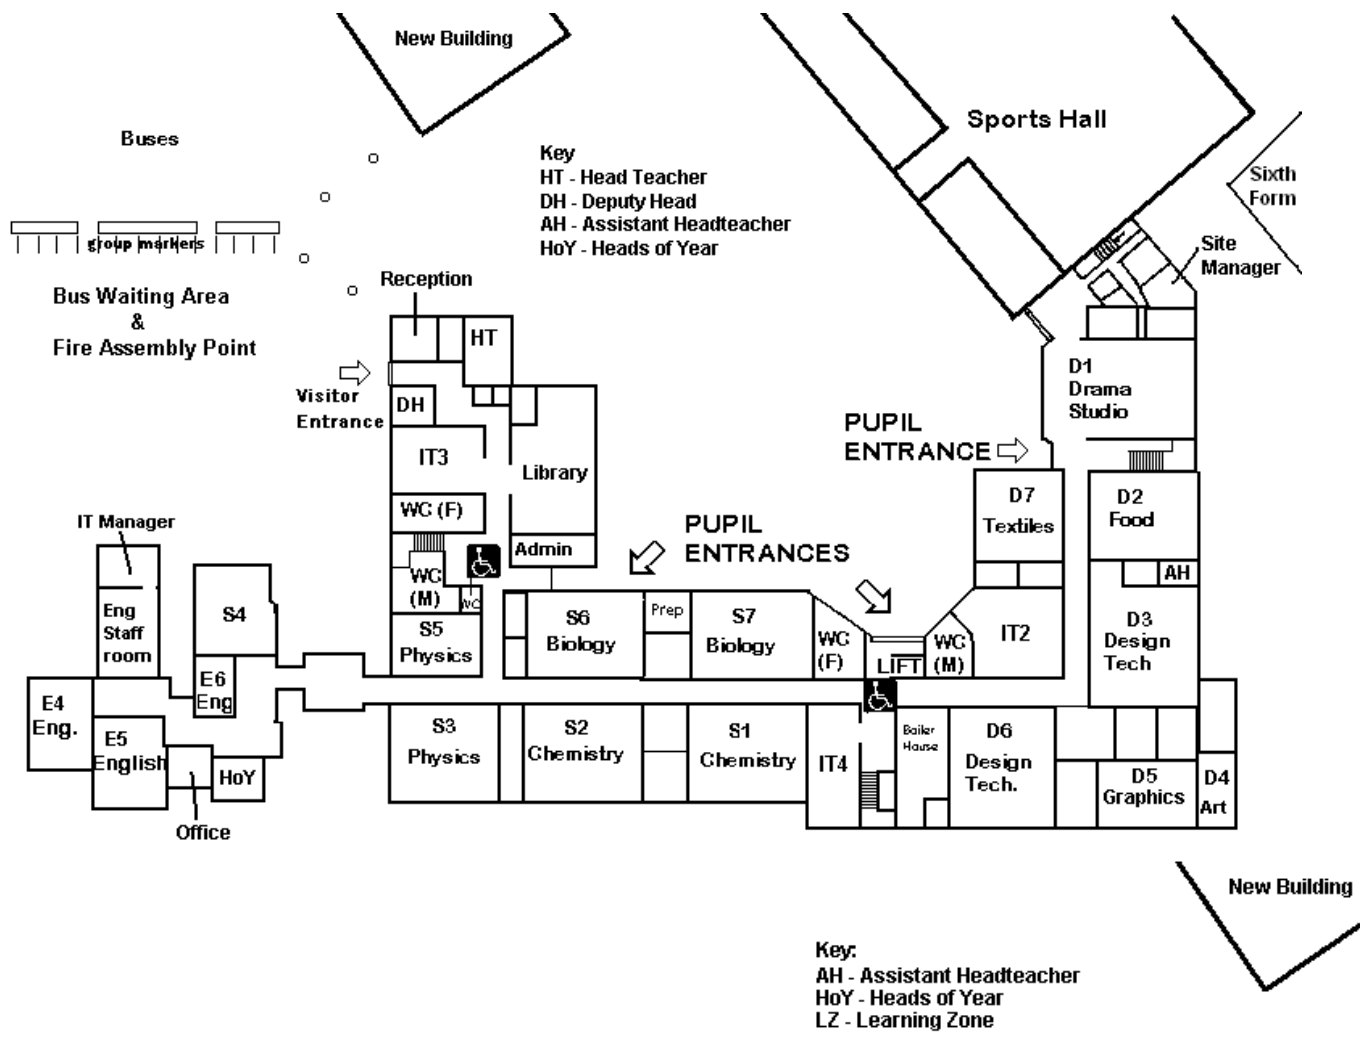 New Building
Sports Hall
Buses
Key
HT - Head Teacher
DH - Deputy Head
AH - Assistant Headteacher
HoY - Heads of Year
Sixth
Form
Site
Manager
group markers
Bus Waiting Area
&
Fire Assembly Point
Reception
HT
Visitor
Entrance
DH
IT3
Library
WC (F)
Admin
WC
(M)
WC
S5
Physics
PUPIL
ENTRANCE
D1
Drama
Studio
PUPIL
ENTRANCES
D7
Textiles
D2
Food
AH
D3
Design
Tech
IT Manager
Eng
Staff
room
S4
E6
Eng
E4
Eng.
E5
English
HoY
Office
S6
Biology
Prep
S7
Biology
WC
(F)
LIFT
WC
(M)
IT2
S3
Physics
S2
Chemistry
S1
Chemistry
IT4
Boiler
House
D6
Design
Tech.
D5
Graphics
D4
Art
New Building
Key:
AH - Assistant Headteacher
HoY - Heads of Year
LZ - Learning Zone